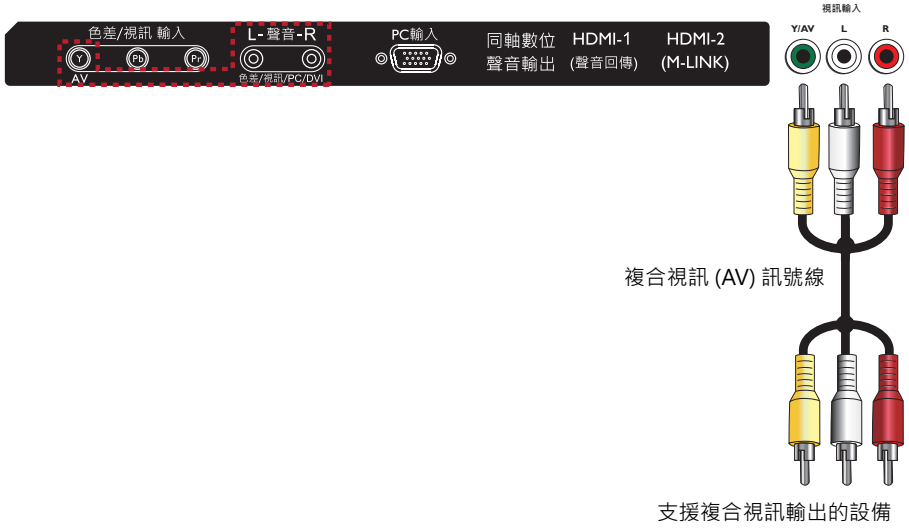 視訊輸入
Y/AV L R
色差/視訊 輸入
L-聲音-R
PC輸入
同軸數位 HDMI-1 HDMI-2
聲音輸出 (聲音回傳) (M-LINK)
Y Pb Pr
AV
色差/視訊/PC/DVI
複合視訊 (AV) 訊號線
支援複合視訊輸出的設備